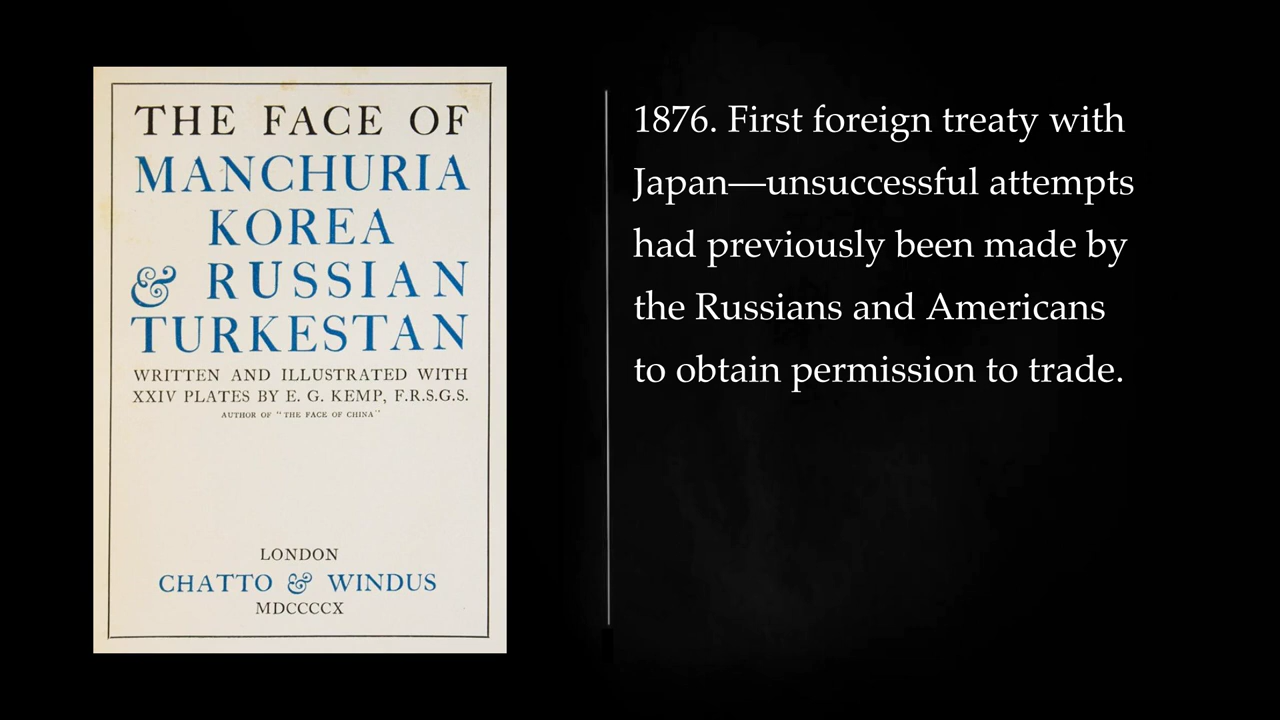 THE FACE OF
MANCHURIA
KOREA
& RUSSIAN
TURKESTAN
WRITTEN AND ILLUSTRATED WITH
XXIV PLATES BY E. G. KEMP, F.R.S.G.S.
AUTHOR OF "THE FACE OF CHINA"
LONDON
CHATTO & WINDUS
MDCCCCX
1876. First foreign treaty with
Japan—unsuccessful attempts
had previously been made by
the Russians and Americans
to obtain permission to trade.